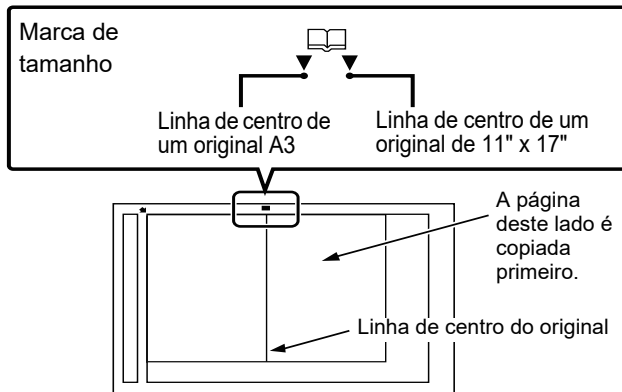 Marca de
tamanho
Linha de centro de
um original A3
Linha de centro de um
original de 11" x 17"
A página
deste lado é
copiada
primeiro.
Linha de centro do original